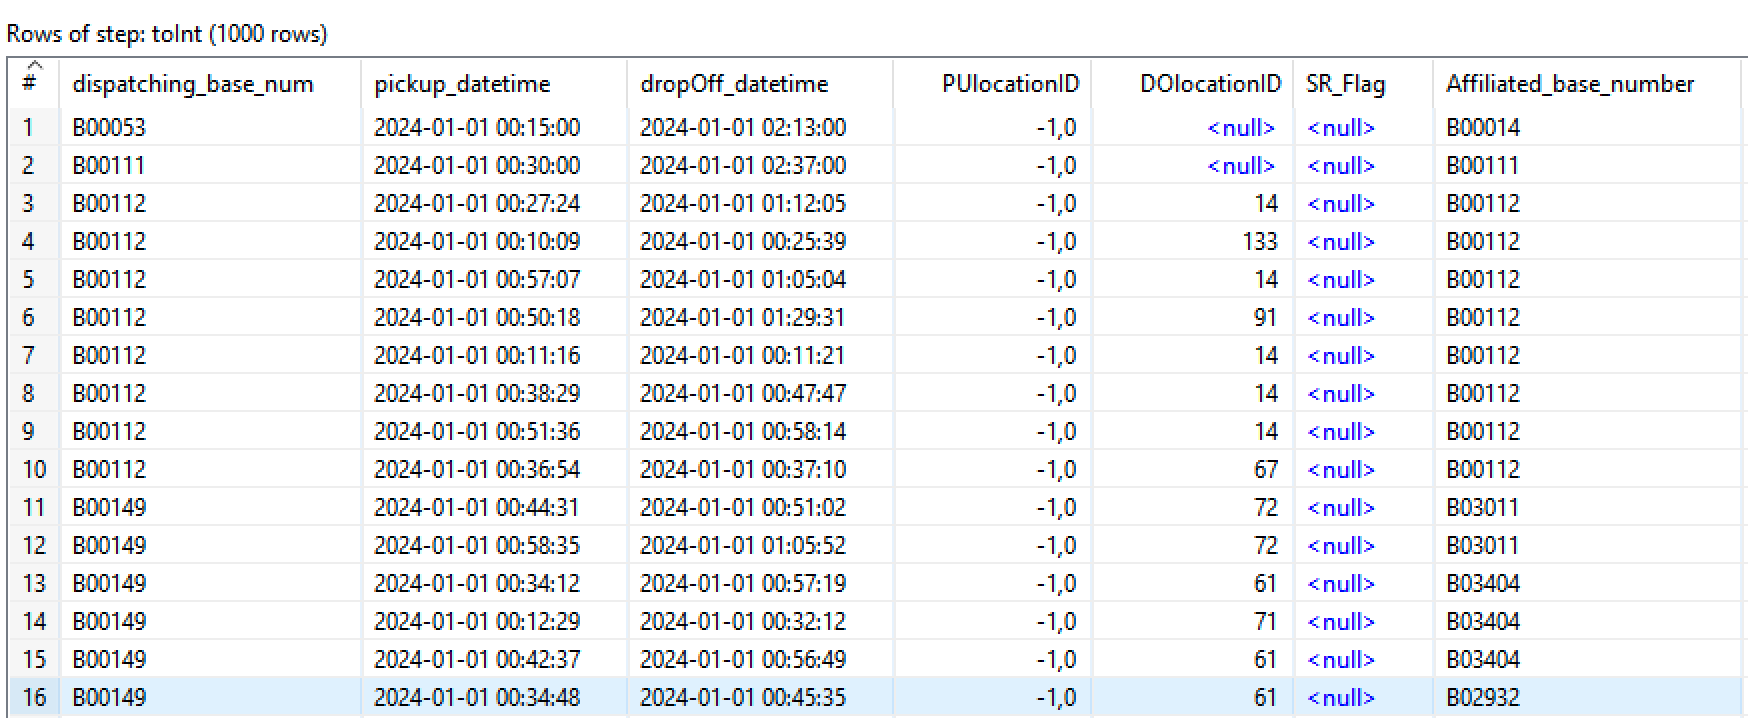 Rows of step: toInt (1000 rows)
# dispatching_base_num pickup_datetime dropOff_datetime PUlocationID DOlocationID SR_Flag Affiliated_base_number
1 B00053 2024-01-01 00:15:00 2024-01-01 02:13:00 -1,0 <null> <null> B00014
2 B00111 2024-01-01 00:30:00 2024-01-01 02:37:00 -1,0 <null> <null> B00111
3 B00112 2024-01-01 00:27:24 2024-01-01 01:12:05 -1,0 14 <null> B00112
4 B00112 2024-01-01 00:10:09 2024-01-01 00:25:39 -1,0 133 <null> B00112
5 B00112 2024-01-01 00:57:07 2024-01-01 01:05:04 -1,0 14 <null> B00112
6 B00112 2024-01-01 00:50:18 2024-01-01 01:29:31 -1,0 91 <null> B00112
7 B00112 2024-01-01 00:11:16 2024-01-01 00:11:21 -1,0 14 <null> B00112
8 B00112 2024-01-01 00:38:29 2024-01-01 00:47:47 -1,0 14 <null> B00112
9 B00112 2024-01-01 00:51:36 2024-01-01 00:58:14 -1,0 14 <null> B00112
10 B00112 2024-01-01 00:36:54 2024-01-01 00:37:10 -1,0 67 <null> B00112
11 B00149 2024-01-01 00:44:31 2024-01-01 00:51:02 -1,0 72 <null> B03011
12 B00149 2024-01-01 00:58:35 2024-01-01 01:05:52 -1,0 72 <null> B03011
13 B00149 2024-01-01 00:34:12 2024-01-01 00:57:19 -1,0 61 <null> B03404
14 B00149 2024-01-01 00:12:29 2024-01-01 00:32:12 -1,0 71 <null> B03404
15 B00149 2024-01-01 00:42:37 2024-01-01 00:56:49 -1,0 61 <null> B03404
16 B00149 2024-01-01 00:34:48 2024-01-01 00:45:35 -1,0 61 <null> B02932